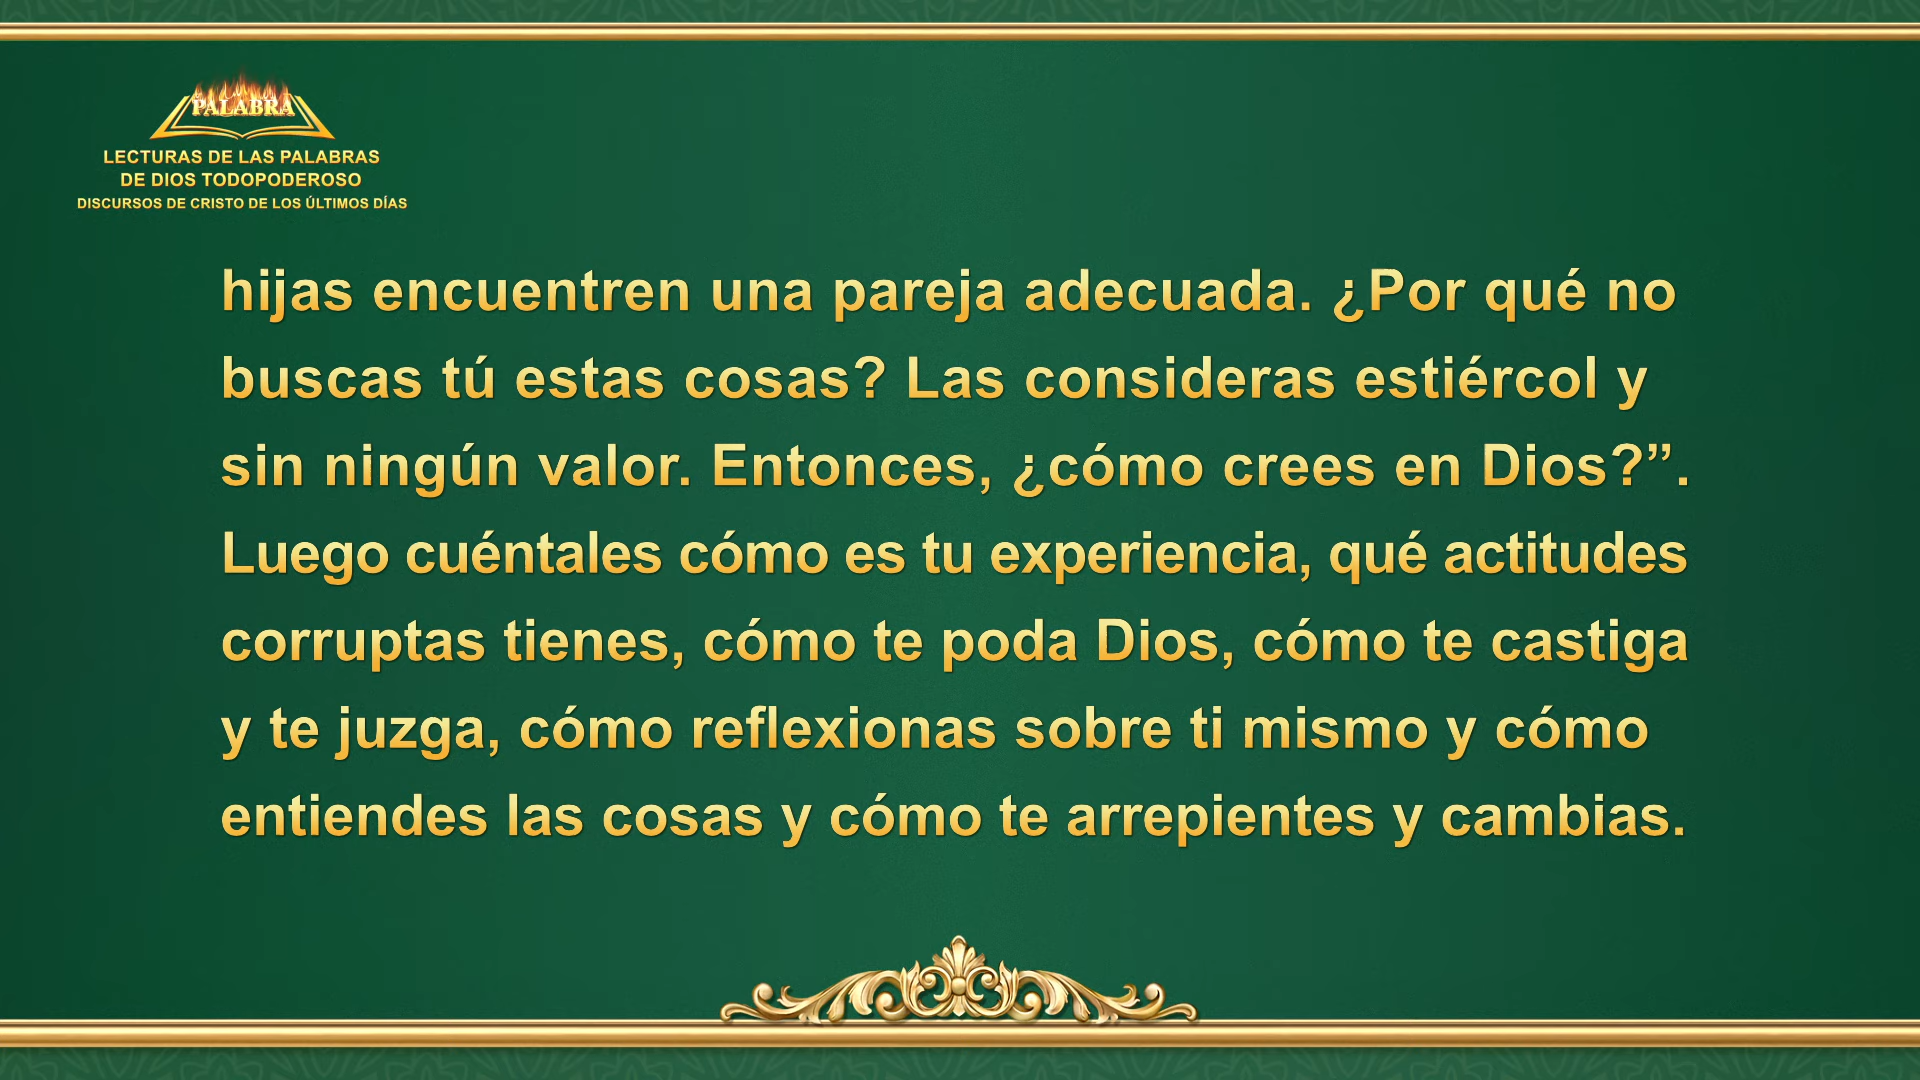 PALABRA
LECTURAS DE LAS PALABRAS
DE DIOS TODOPODEROSO
DISCURSOS DE CRISTO DE LOS ÚLTIMOS DÍAS
hijas encuentren una pareja adecuada. ¿Por qué no
buscas tú estas cosas? Las consideras estiércol y
sin ningún valor. Entonces, ¿cómo crees en Dios?”.
Luego cuéntales cómo es tu experiencia, qué actitudes
corruptas tienes, cómo te poda Dios, cómo te castiga
y te juzga, cómo reflexionas sobre ti mismo y cómo
entiendes las cosas y cómo te arrepientes y cambias.